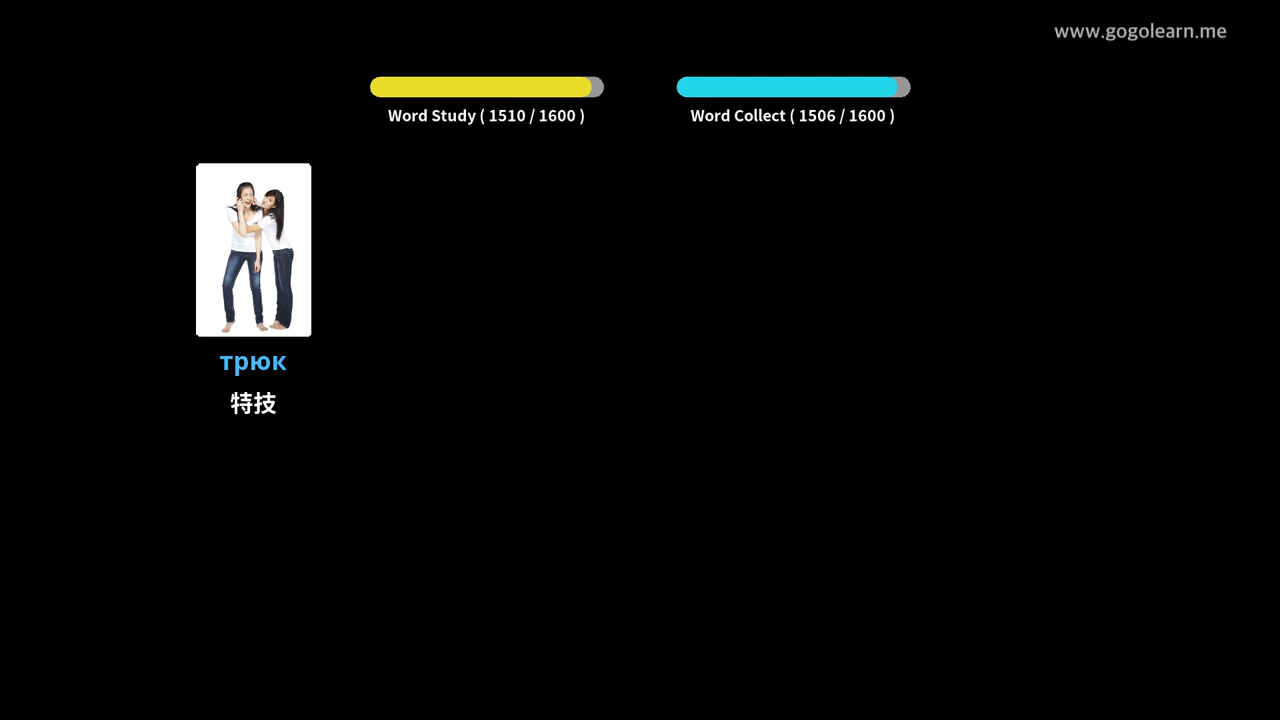 www.gogolearn.me
Word Study ( 1510 / 1600 )
Word Collect ( 1506 / 1600 )
трюк
特技